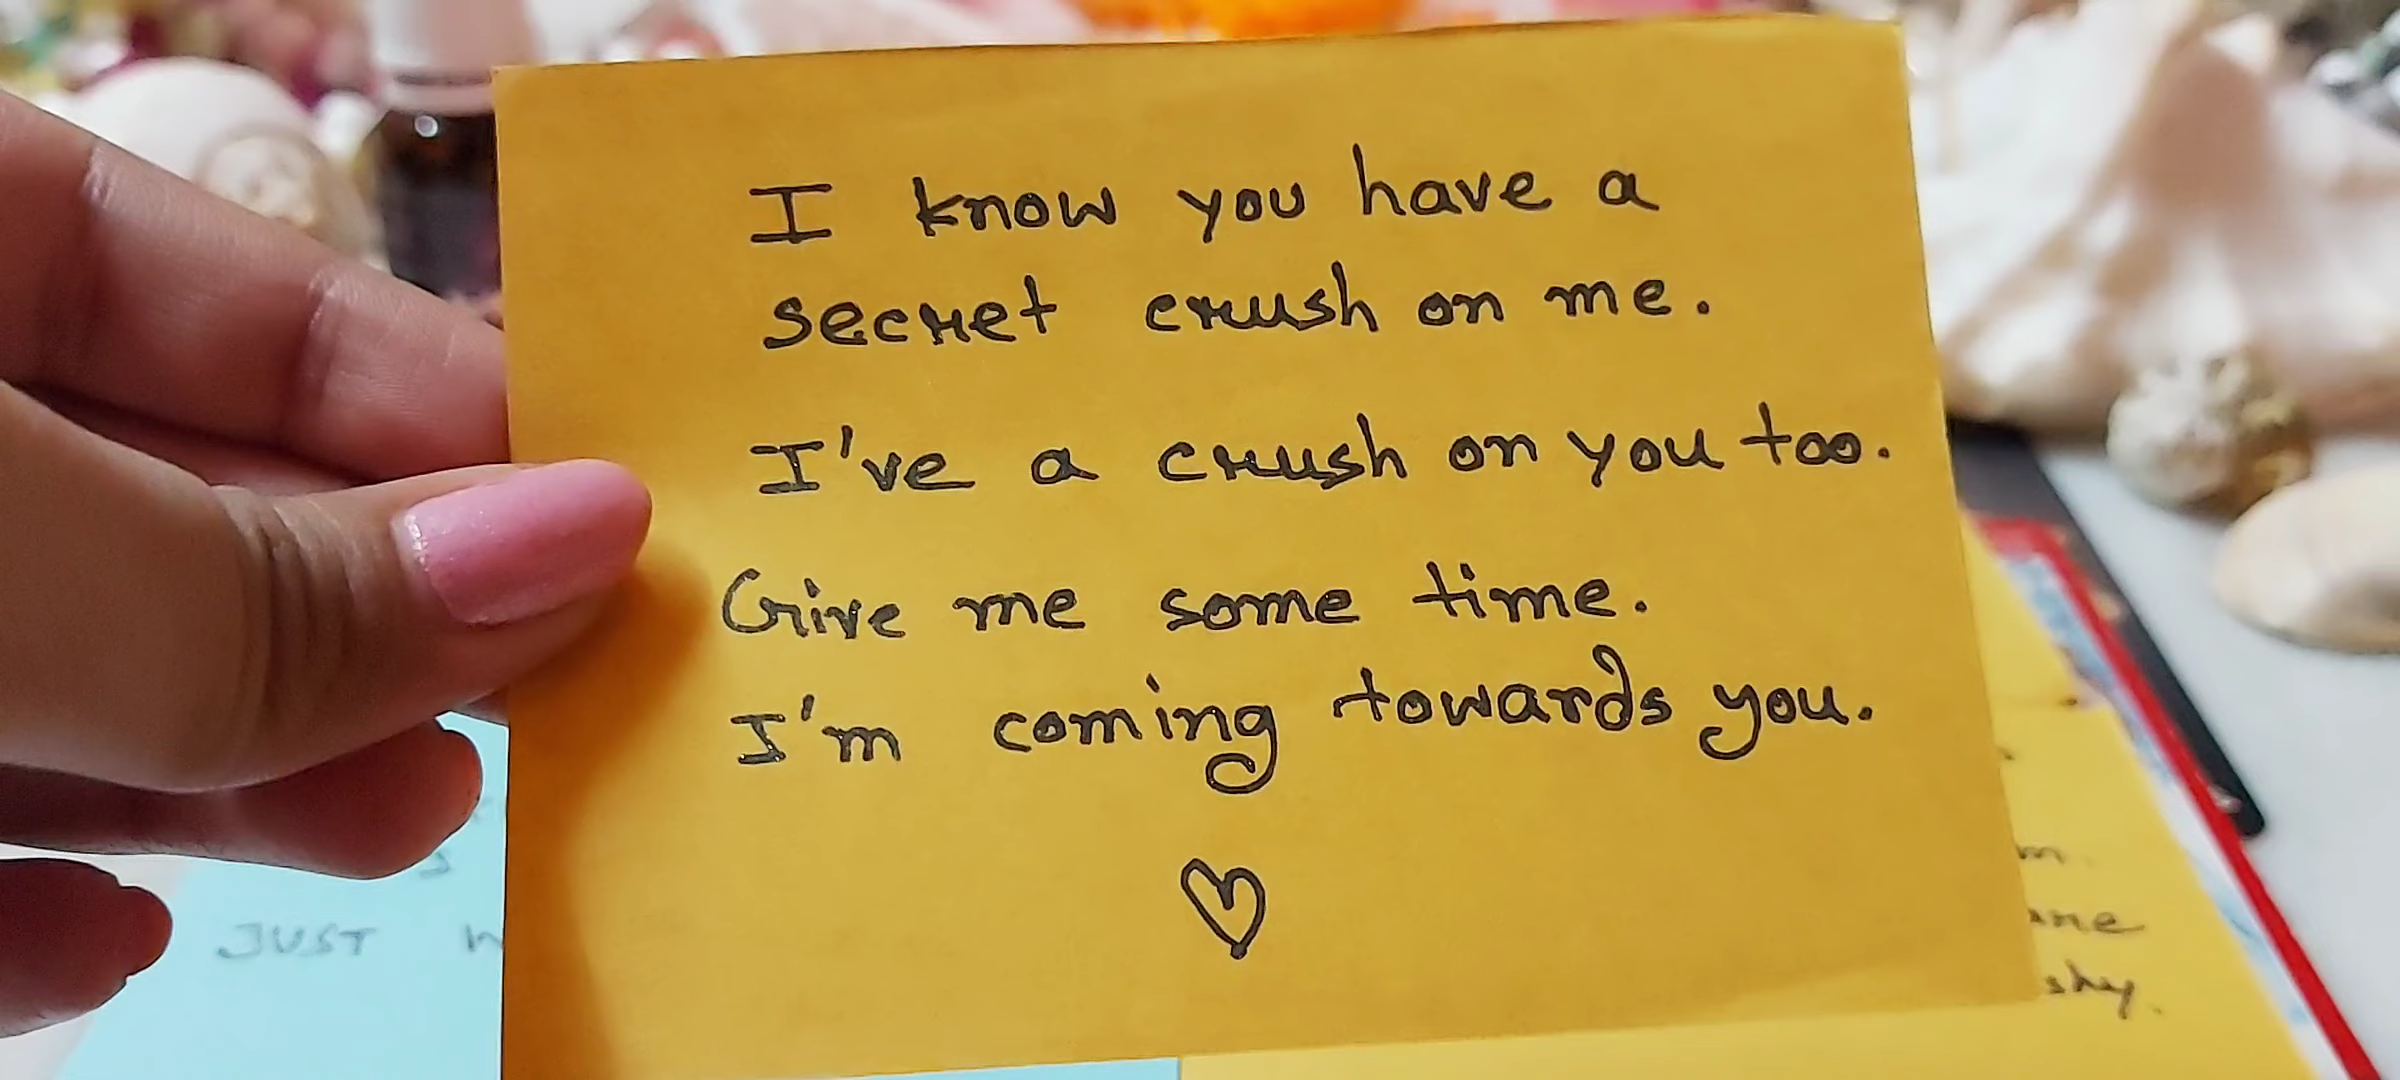 I know you have a
secret crush on me.
I've a crush on you too.
Give me some time.
I'm coming towards you.
JUST
shy.